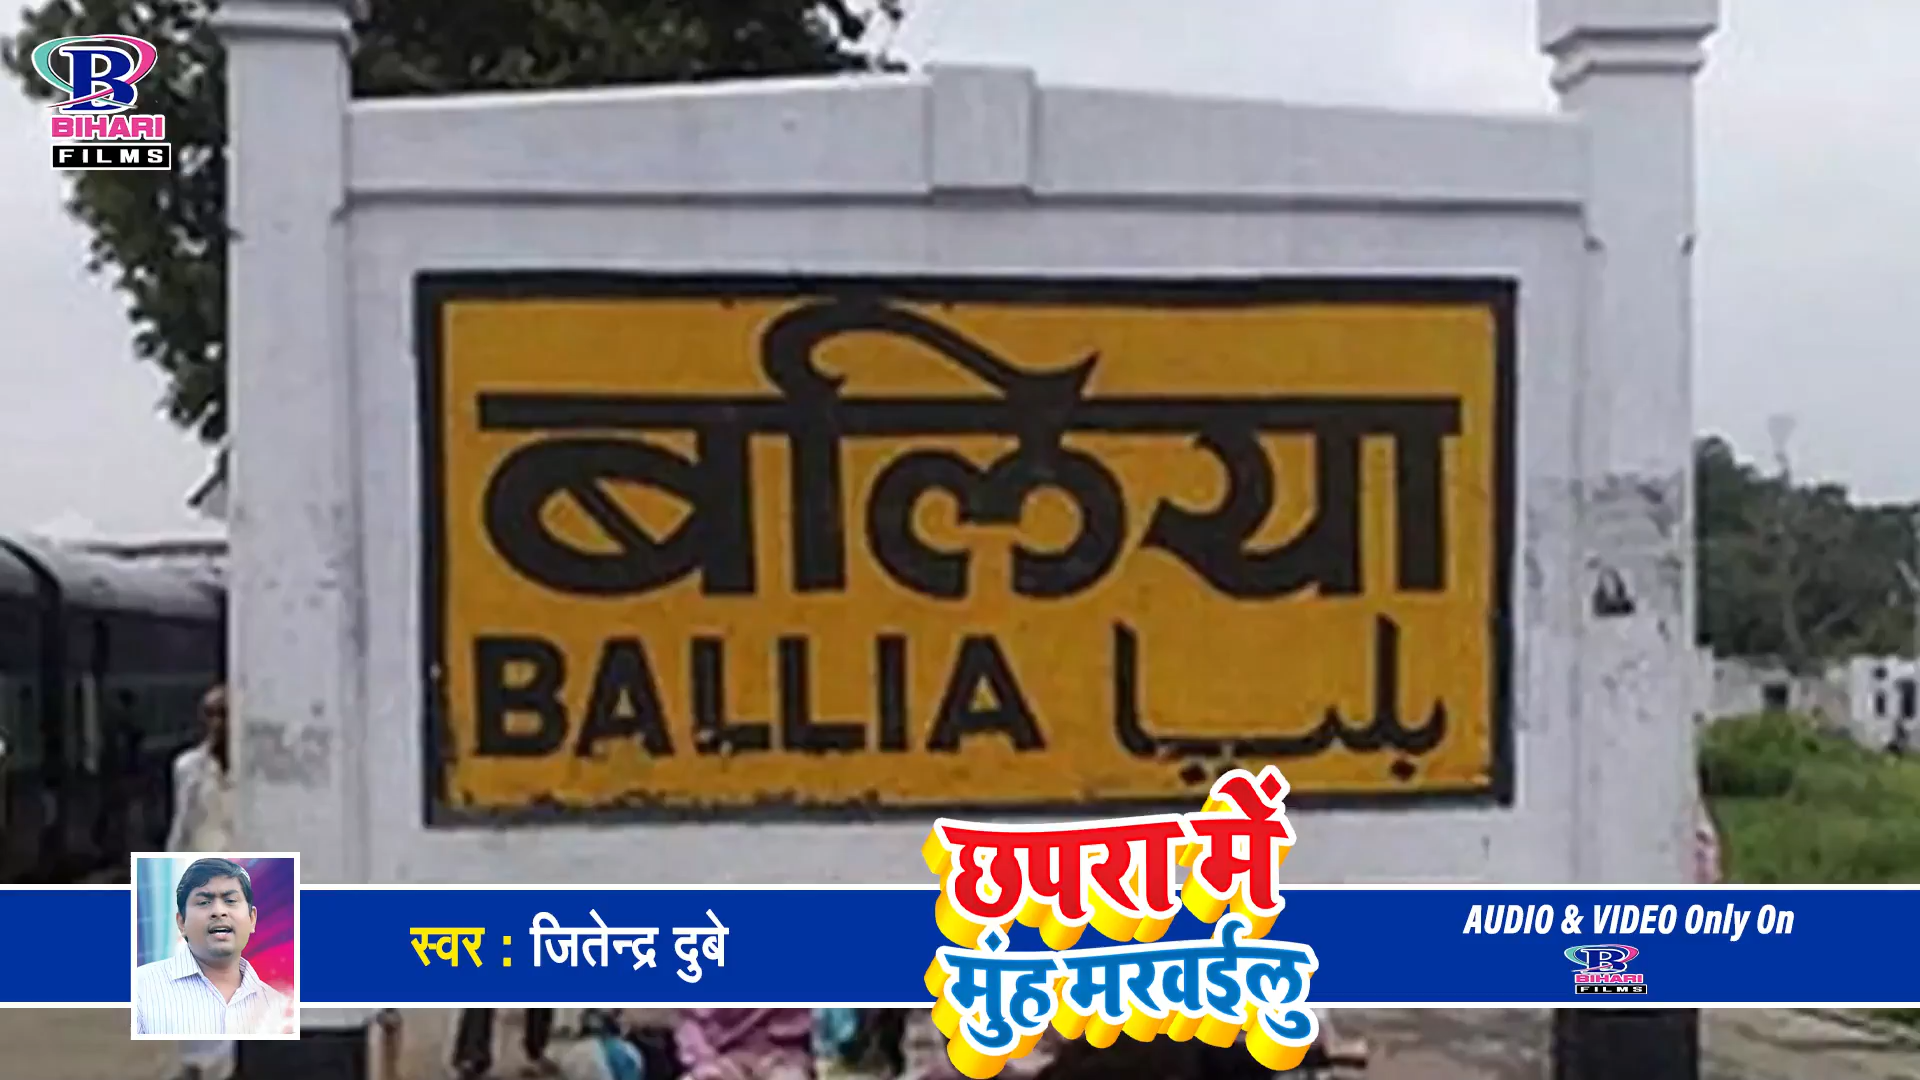 B
BIHARI
FILMS
बलिया
BALLIA بلیا
छपरा में
मुंह मरवईलु
स्वर : जितेन्द्र दुबे
AUDIO & VIDEO Only On
B
BIHARI
FILMS